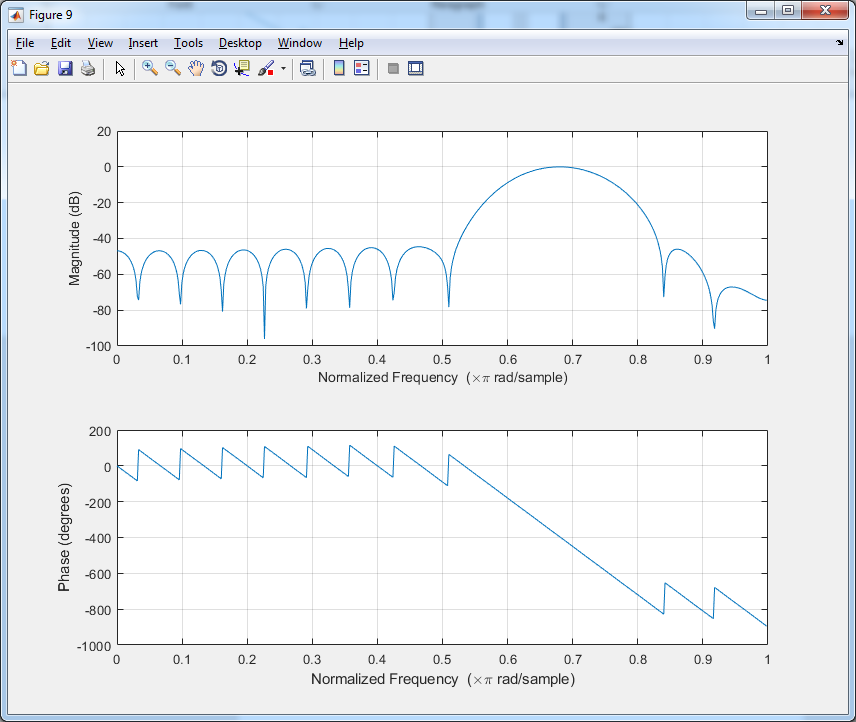 Figure 9
File Edit View Insert Tools Desktop Window Help
20
0
-20
-40
-60
-80
-100
Magnitude (dB)
0 0.1 0.2 0.3 0.4 0.5 0.6 0.7 0.8 0.9 1
Normalized Frequency (×π rad/sample)
200
0
-200
-400
-600
-800
-1000
Phase (degrees)
0 0.1 0.2 0.3 0.4 0.5 0.6 0.7 0.8 0.9 1
Normalized Frequency (×π rad/sample)